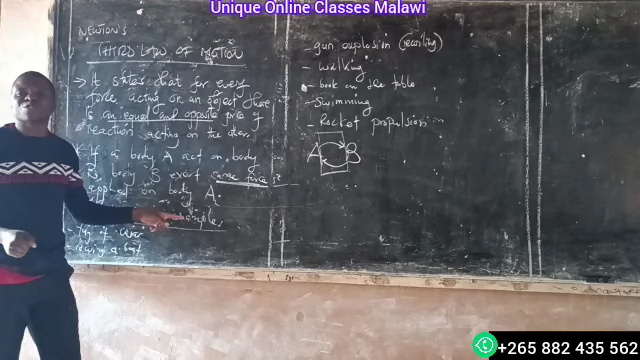 Unique Online Classes Malawi
NEWTON'S
THIRD LAW OF MOTION
→ It states that for every
force acting on an object there
is an equal and opposite force of
reaction acting on the other.
If a body A act on body
B, body B exert same force
applied on body A.
- gun explosion (recoiling)
- walking
- book on the table
- Swimming
- Rocket propulsion
A B
+265 882 435 562